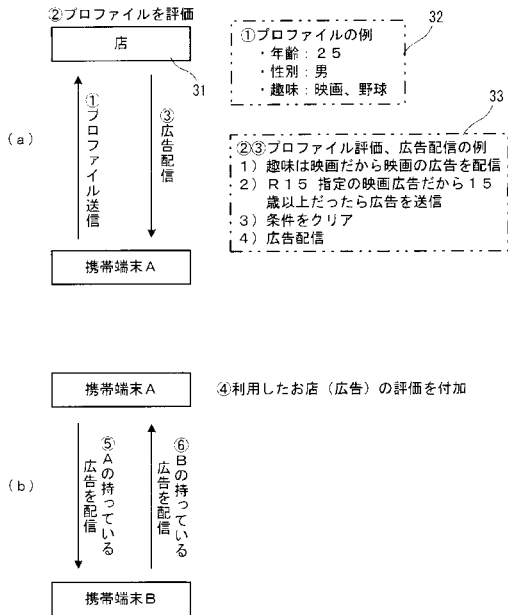 ②プロファイルを評価
店
31
32
①プロファイルの例
・年齢：２５
・性別：男
・趣味：映画、野球
33
②③プロファイル評価、広告配信の例
１）趣味は映画だから映画の広告を配信
２）Ｒ１５ 指定の映画広告だから１５
歳以上だったら広告を送信
３）条件をクリア
４）広告配信
（a）
①プロファイル
送信
③広告配信
携帯端末Ａ
携帯端末Ａ
④利用したお店（広告）の評価を付加
（b）
⑤Ａの持っている
広告を配信
⑥Ｂの持っている
広告を配信
携帯端末Ｂ